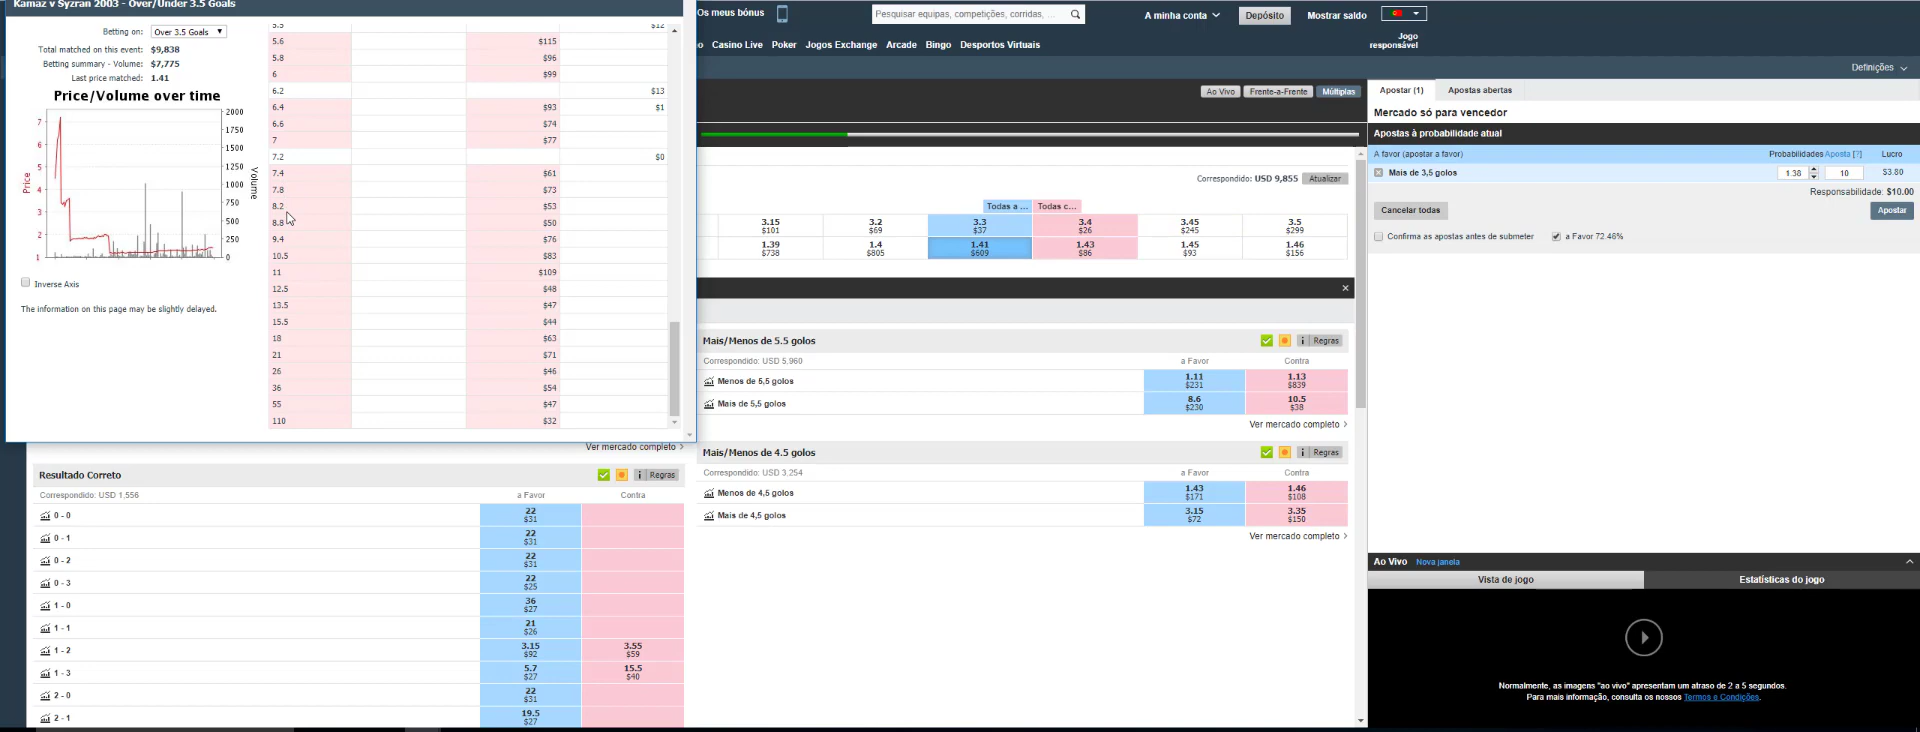 Kamaz v Syzran 2003 - Over/Under 3.5 Goals
Betting on: Over 3.5 Goals ▼
Total matched on this event: $9,838
Betting summary - Volume: $7,775
Last price matched: 1.41
Price/Volume over time
7
6
5
4
3
2
1
Price
2000
1750
1500
1250
1000
750
500
250
0
Volume
Inverse Axis
The information on this page may be slightly delayed.
5.5 $12
5.6 $115
5.8 $96
6 $99
6.2 $13
6.4 $93 $1
6.6 $74
7 $77
7.2 $0
7.4 $61
7.8 $73
8.2 $53
8.8 $50
9.4 $76
10.5 $83
11 $109
12.5 $48
13.5 $47
15.5 $44
18 $63
21 $71
26 $46
36 $54
55 $47
110 $32
Ver mercado completo >
Resultado Correto
i Regras
Correspondido: USD 1,556 a Favor Contra
0 - 0 22 $31
0 - 1 22 $31
0 - 2 22 $31
0 - 3 22 $25
1 - 0 36 $27
1 - 1 21 $26
1 - 2 3.15 $92 3.55 $59
1 - 3 5.7 $27 15.5 $40
2 - 0 22 $31
2 - 1 19.5 $27
Os meus bónus
Pesquisar equipas, competições, corridas, ...
A minha conta
Depósito
Mostrar saldo
o Casino Live Poker Jogos Exchange Arcade Bingo Desportos Virtuais
Jogo
responsável
Definições
Ao Vivo Frente-a-Frente Múltiplas
Correspondido: USD 9,855 Atualizar
Todas a ... Todas c...
3.15 3.2 3.3 3.4 3.45 3.5
$101 $69 $37 $26 $245 $299
1.39 1.4 1.41 1.43 1.45 1.46
$738 $805 $609 $86 $93 $156
×
Mais/Menos de 5.5 golos
i Regras
Correspondido: USD 5,960 a Favor Contra
Menos de 5,5 golos 1.11 $231 1.13 $839
Mais de 5,5 golos 8.6 $230 10.5 $38
Ver mercado completo >
Mais/Menos de 4.5 golos
i Regras
Correspondido: USD 3,254 a Favor Contra
Menos de 4,5 golos 1.43 $171 1.46 $108
Mais de 4,5 golos 3.15 $72 3.35 $150
Ver mercado completo >
Apostar (1) Apostas abertas
Mercado só para vencedor
Apostas à probabilidade atual
A favor (apostar a favor) Probabilidades Aposta [?] Lucro
Mais de 3,5 golos 1.38 10 $3.80
Responsabilidade: $10.00
Cancelar todas Apostar
Confirma as apostas antes de submeter a Favor 72.46%
Ao Vivo Nova janela
Vista de jogo Estatísticas do jogo
Normalmente, as imagens "ao vivo" apresentam um atraso de 2 a 5 segundos.
Para mais informação, consulta os nossos Termos e Condições.